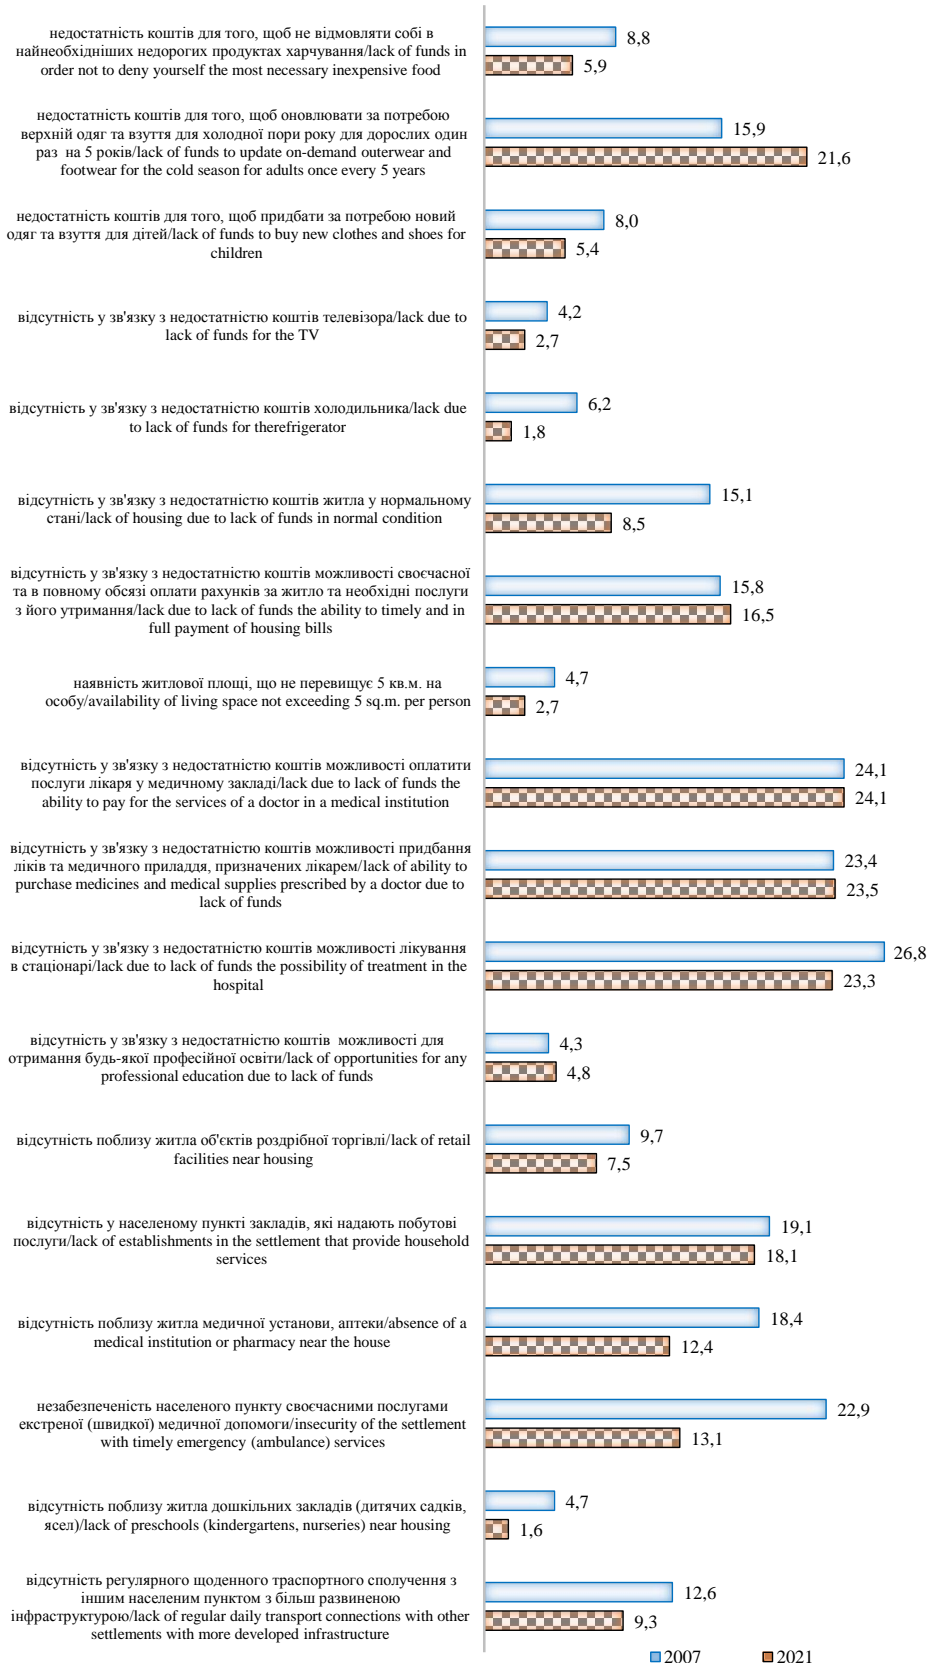 недостатність коштів для того, щоб не відмовляти собі в
найнеобхідніших недорогих продуктах харчування/lack of funds in
order not to deny yourself the most necessary inexpensive food
8,8
5,9
недостатність коштів для того, щоб оновлювати за потребою
верхній одяг та взуття для холодної пори року для дорослих один
раз на 5 років/lack of funds to update on-demand outerwear and
footwear for the cold season for adults once every 5 years
15,9
21,6
недостатність коштів для того, щоб придбати за потребою новий
одяг та взуття для дітей/lack of funds to buy new clothes and shoes for
children
8,0
5,4
відсутність у зв'язку з недостатністю коштів телевізора/lack due to
lack of funds for the TV
4,2
2,7
відсутність у зв'язку з недостатністю коштів холодильника/lack due
to lack of funds for therefrigerator
6,2
1,8
відсутність у зв'язку з недостатністю коштів житла у нормальному
стані/lack of housing due to lack of funds in normal condition
15,1
8,5
відсутність у зв'язку з недостатністю коштів можливості своєчасної
та в повному обсязі оплати рахунків за житло та необхідні послуги
з його утримання/lack due to lack of funds the ability to timely and in
full payment of housing bills
15,8
16,5
наявність житлової площі, що не перевищує 5 кв.м. на
особу/availability of living space not exceeding 5 sq.m. per person
4,7
2,7
відсутність у зв'язку з недостатністю коштів можливості оплатити
послуги лікаря у медичному закладі/lack due to lack of funds the
ability to pay for the services of a doctor in a medical institution
24,1
24,1
відсутність у зв'язку з недостатністю коштів можливості придбання
ліків та медичного приладдя, призначених лікарем/lack of ability to
purchase medicines and medical supplies prescribed by a doctor due to
lack of funds
23,4
23,5
відсутність у зв'язку з недостатністю коштів можливості лікування
в стаціонарі/lack due to lack of funds the possibility of treatment in the
hospital
26,8
23,3
відсутність у зв'язку з недостатністю коштів можливості для
отримання будь-якої професійної освіти/lack of opportunities for any
professional education due to lack of funds
4,3
4,8
відсутність поблизу житла об'єктів роздрібної торгівлі/lack of retail
facilities near housing
9,7
7,5
відсутність у населеному пункті закладів, які надають побутові
послуги/lack of establishments in the settlement that provide household
services
19,1
18,1
відсутність поблизу житла медичної установи, аптеки/absence of a
medical institution or pharmacy near the house
18,4
12,4
незабезпеченість населеного пункту своєчасними послугами
екстреної (швидкої) медичної допомоги/insecurity of the settlement
with timely emergency (ambulance) services
22,9
13,1
відсутність поблизу житла дошкільних закладів (дитячих садків,
ясел)/lack of preschools (kindergartens, nurseries) near housing
4,7
1,6
відсутність регулярного щоденного траспортного сполучення з
іншим населеним пунктом з більш развиненою
інфраструктурою/lack of regular daily transport connections with other
settlements with more developed infrastructure
12,6
9,3
2007 2021